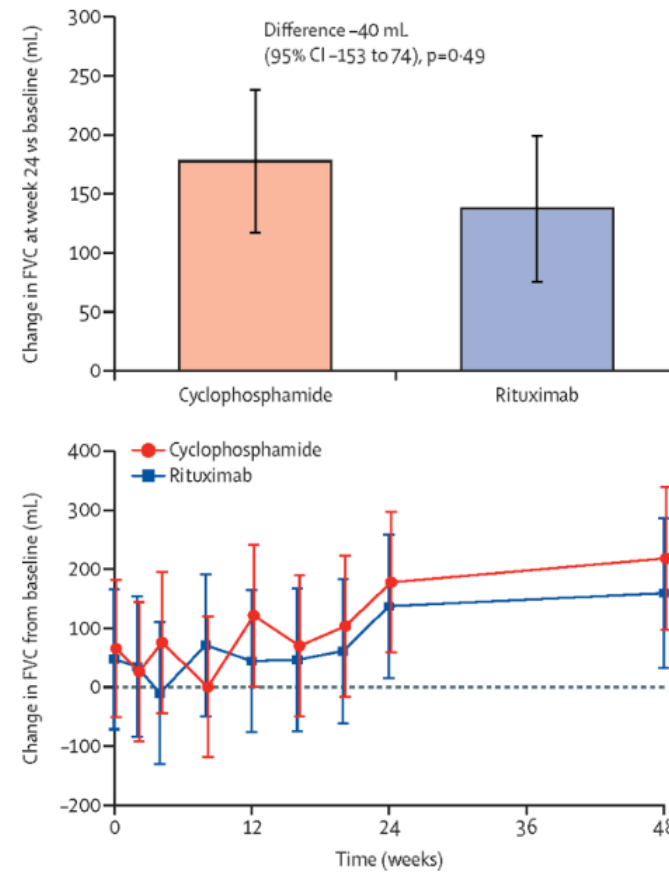 Difference –40 mL
(95% CI –153 to 74), p=0·49
Change in FVC at week 24 vs baseline (mL)
300
250
200
150
100
50
0
Cyclophosphamide
Rituximab
Cyclophosphamide
Rituximab
Change in FVC from baseline (mL)
400
300
200
100
0
–100
–200
0
12
24
36
48
Time (weeks)